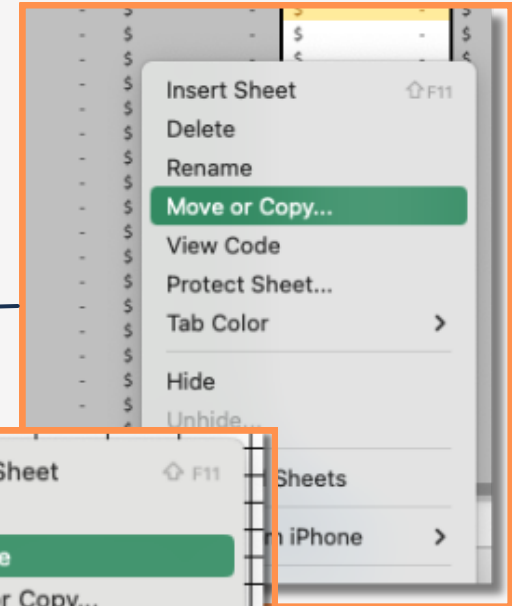 - $ - $ - $
- $ - $ - $
- $ $ $
- $
- $
- $
- $
- $
- $
- $
- $
- $
- $
- $
- $
- $
- $
Insert Sheet ⇧F11
Delete
Rename
Move or Copy...
View Code
Protect Sheet...
Tab Color >
Hide
Unhide...
Sheets
iPhone >
Sheet ⇧ F11
Copy...